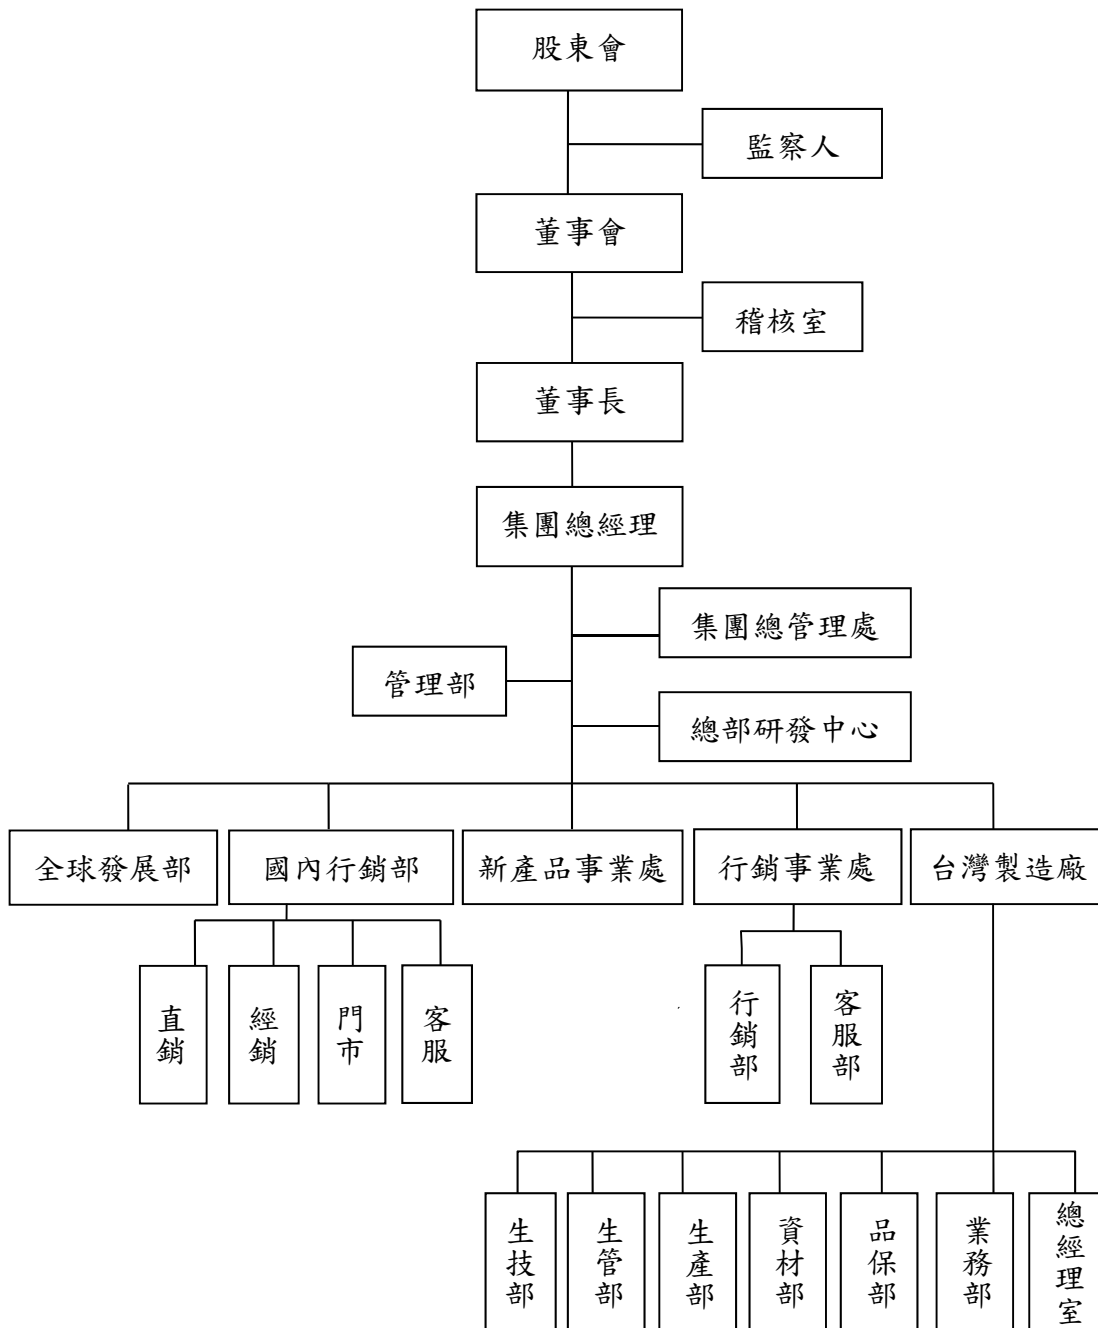 股東會
監察人
董事會
稽核室
董事長
集團總經理
集團總管理處
管理部
總部研發中心
全球發展部
國內行銷部
新產品事業處
行銷事業處
台灣製造廠
直銷
經銷
門市
客服
行銷部
客服部
生技部
生管部
生產部
資材部
品保部
業務部
總經理室